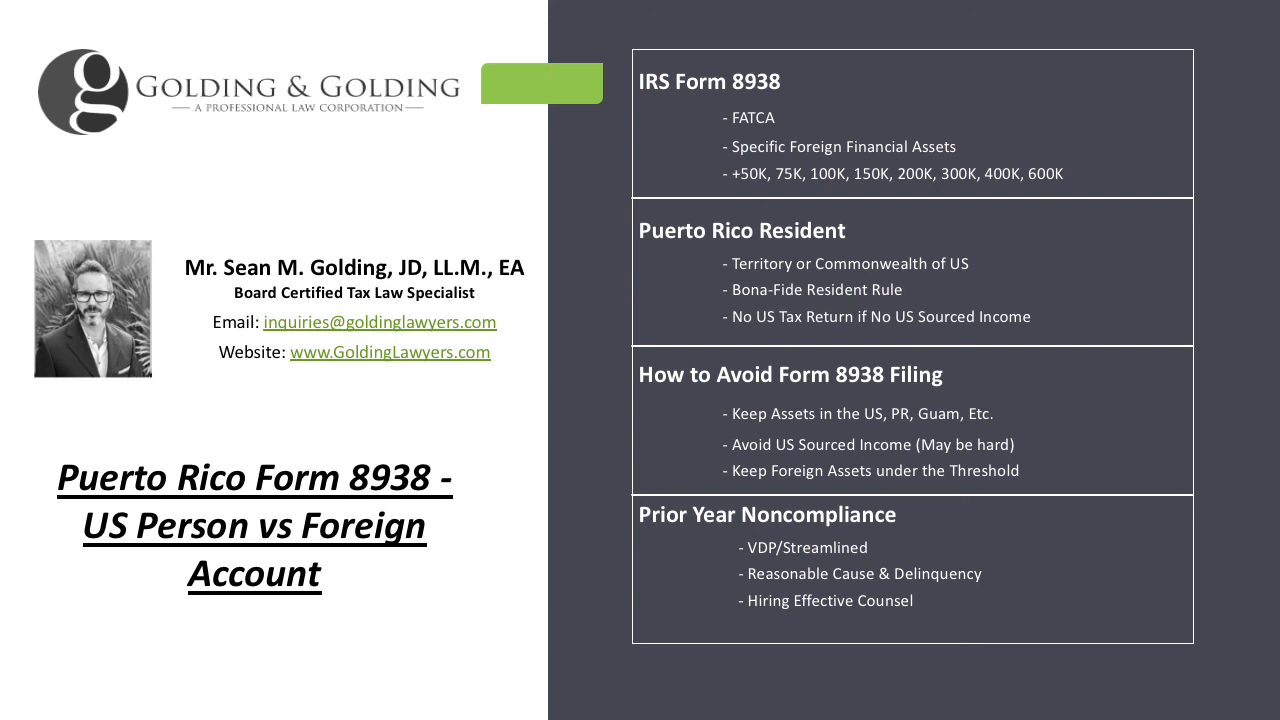 GOLDING & GOLDING
A PROFESSIONAL LAW CORPORATION
Mr. Sean M. Golding, JD, LL.M., EA
Board Certified Tax Law Specialist
Email: inquiries@goldinglawyers.com
Website: www.GoldingLawyers.com
Puerto Rico Form 8938 -
US Person vs Foreign
Account
IRS Form 8938
- FATCA
- Specific Foreign Financial Assets
- +50K, 75K, 100K, 150K, 200K, 300K, 400K, 600K
Puerto Rico Resident
- Territory or Commonwealth of US
- Bona-Fide Resident Rule
- No US Tax Return if No US Sourced Income
How to Avoid Form 8938 Filing
- Keep Assets in the US, PR, Guam, Etc.
- Avoid US Sourced Income (May be hard)
- Keep Foreign Assets under the Threshold
Prior Year Noncompliance
- VDP/Streamlined
- Reasonable Cause & Delinquency
- Hiring Effective Counsel